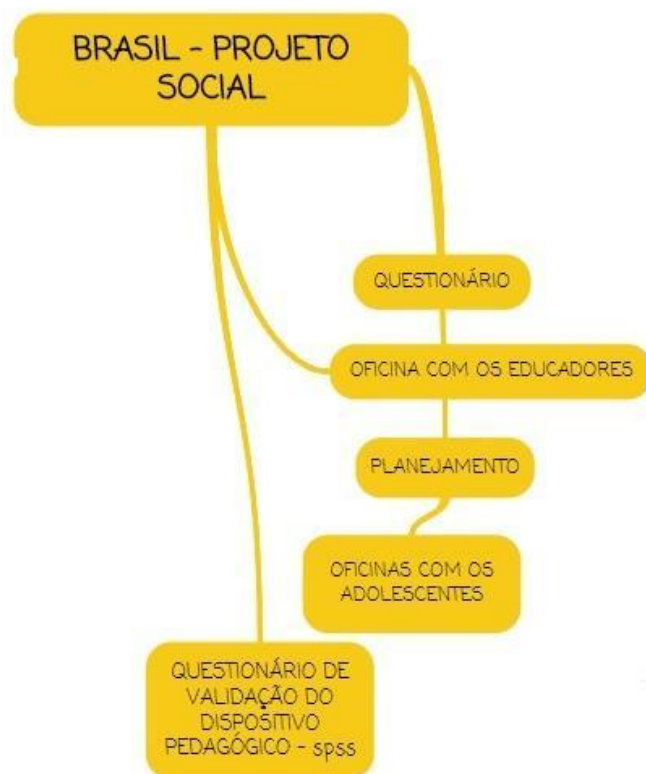 BRASIL - PROJETO
SOCIAL
QUESTIONÁRIO
OFICINA COM OS EDUCADORES
PLANEJAMENTO
OFICINAS COM OS
ADOLESCENTES
QUESTIONÁRIO DE
VALIDAÇÃO DO
DISPOSITIVO
PEDAGÓGICO - spss